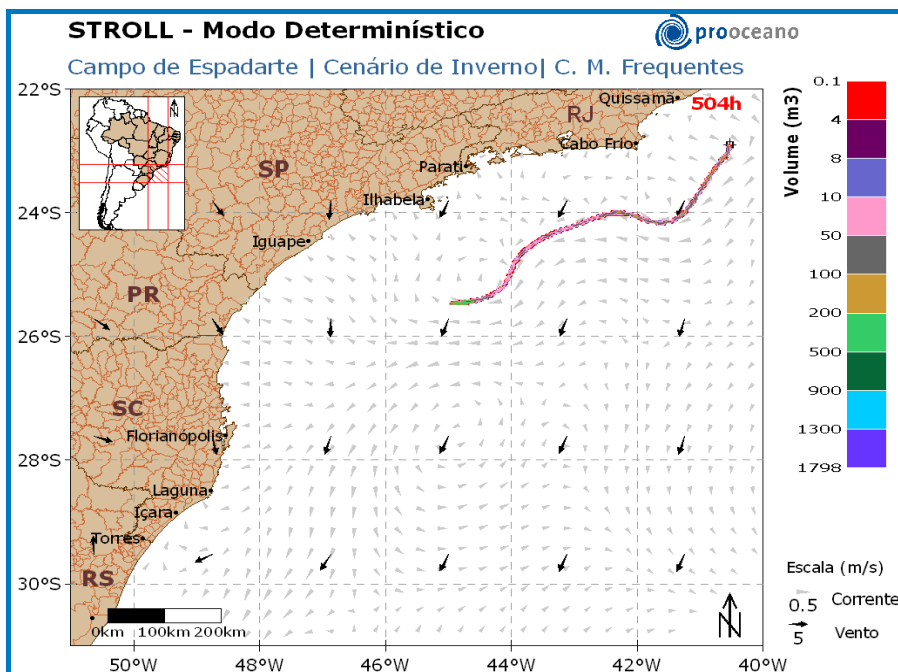 STROLL - Modo Determinístico
prooceano
Campo de Espadarte | Cenário de Inverno| C. M. Frequentes
22°S
24°S
26°S
28°S
30°S
50°W
48°W
46°W
44°W
42°W
40°W
N
504h
Quissamã
RJ
Cabo Frio
Parati
SP
Ilhabela
Iguape
PR
SC
Florianópolis
Laguna
Içara
Torres
RS
0km 100km 200km
N
Volume (m3)
0.1
4
8
10
50
100
200
500
900
1300
1798
Escala (m/s)
0.5 Corrente
5 Vento